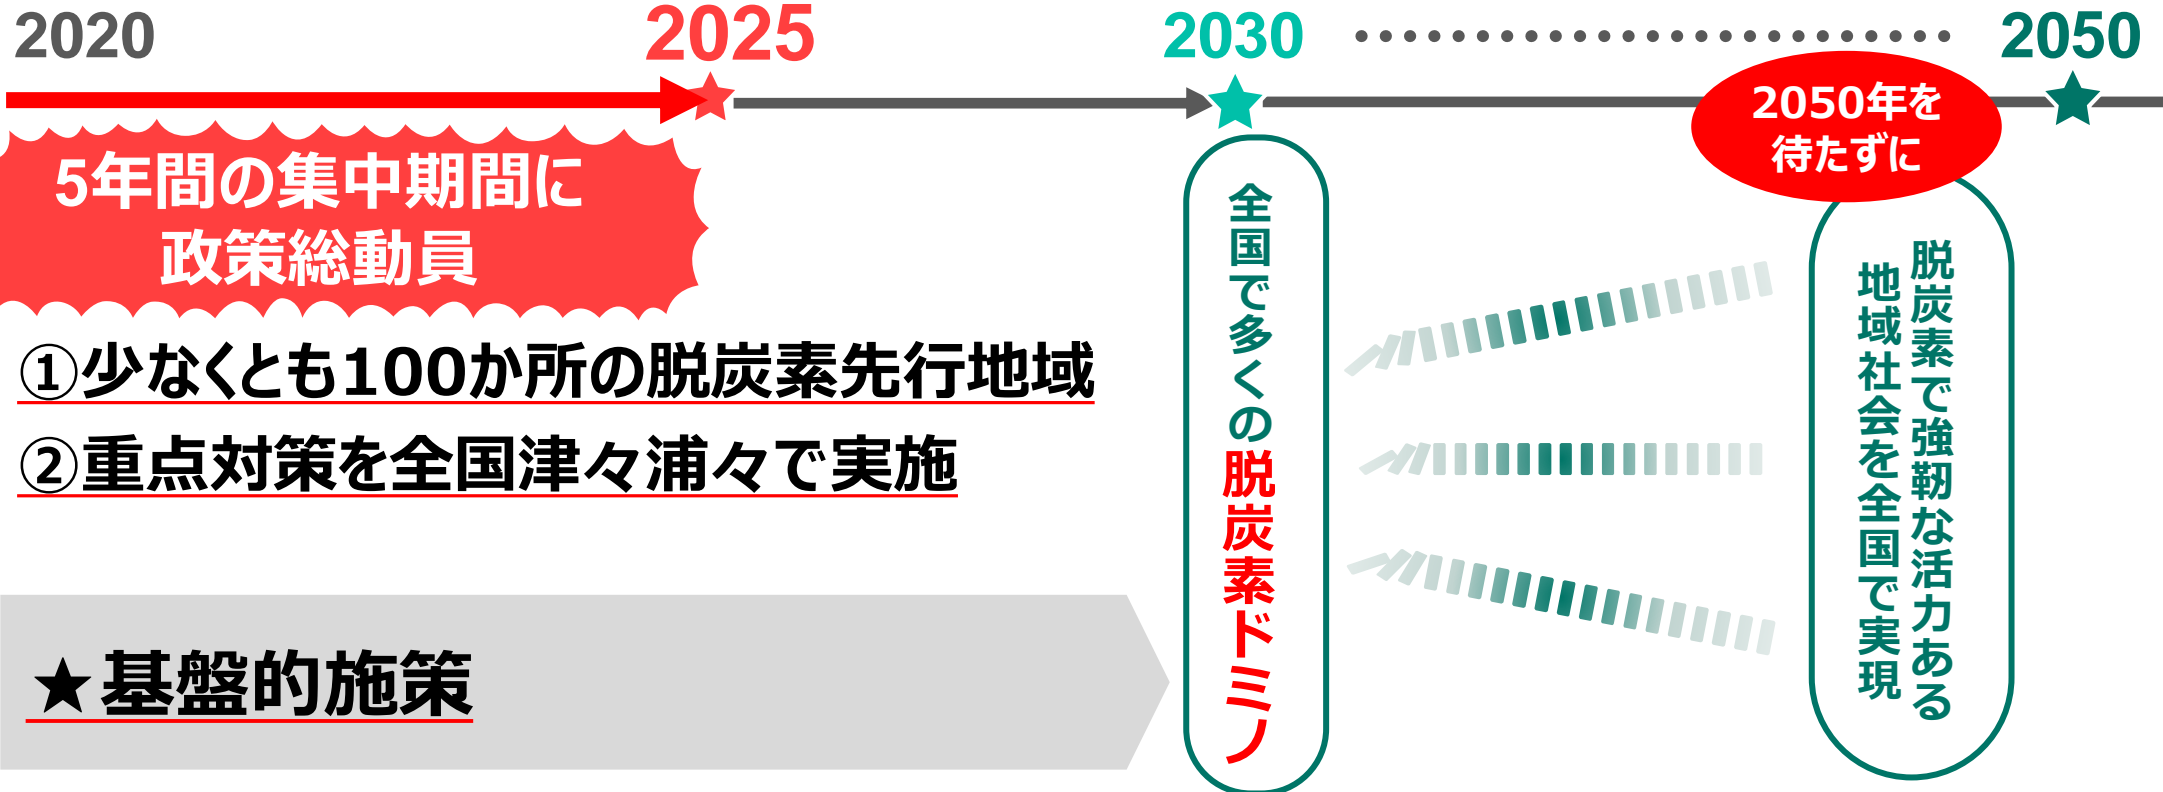 2020
2025
2030
2050
2050年を
待たずに
5年間の集中期間に
政策総動員
①少なくとも100か所の脱炭素先行地域
②重点対策を全国津々浦々で実施
★基盤的施策
全国で多くの脱炭素ドミノ
脱炭素で強靭な活力ある
地域社会を全国で実現